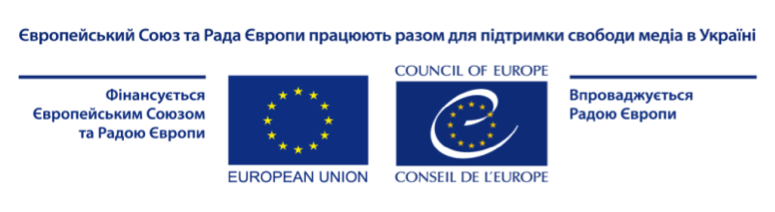 Європейський Союз та Рада Європи працюють разом для підтримки свободи медіа в Україні
Фінансується
Європейським Союзом
та Радою Європи
EUROPEAN UNION
COUNCIL OF EUROPE
CONSEIL DE L'EUROPE
Впроваджується
Радою Європи